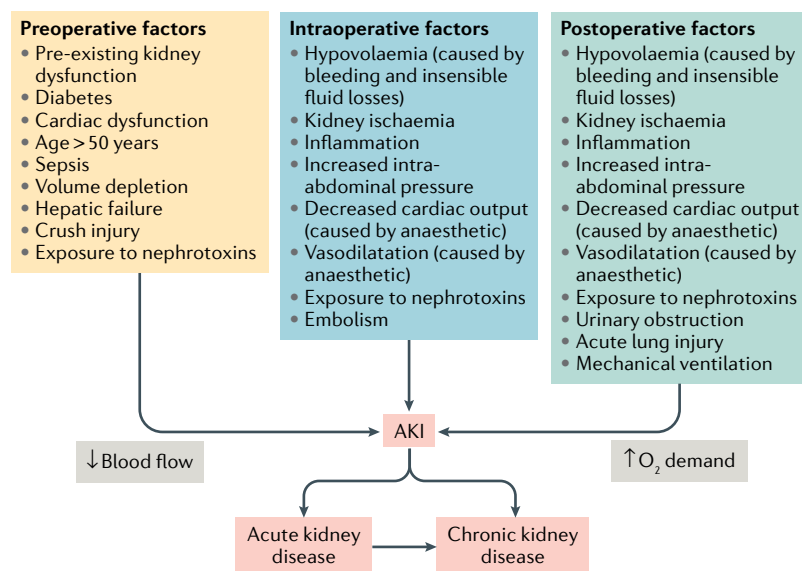 Preoperative factors
• Pre-existing kidney
dysfunction
• Diabetes
• Cardiac dysfunction
• Age > 50 years
• Sepsis
• Volume depletion
• Hepatic failure
• Crush injury
• Exposure to nephrotoxins
Intraoperative factors
• Hypovolaemia (caused by
bleeding and insensible
fluid losses)
• Kidney ischaemia
• Inflammation
• Increased intra-
abdominal pressure
• Decreased cardiac output
(caused by anaesthetic)
• Vasodilatation (caused by
anaesthetic)
• Exposure to nephrotoxins
• Embolism
Postoperative factors
• Hypovolaemia (caused by
bleeding and insensible
fluid losses)
• Kidney ischaemia
• Inflammation
• Increased intra-
abdominal pressure
• Decreased cardiac output
(caused by anaesthetic)
• Vasodilatation (caused by
anaesthetic)
• Exposure to nephrotoxins
• Urinary obstruction
• Acute lung injury
• Mechanical ventilation
AKI
↓Blood flow
↑O₂ demand
Acute kidney
disease
Chronic kidney
disease